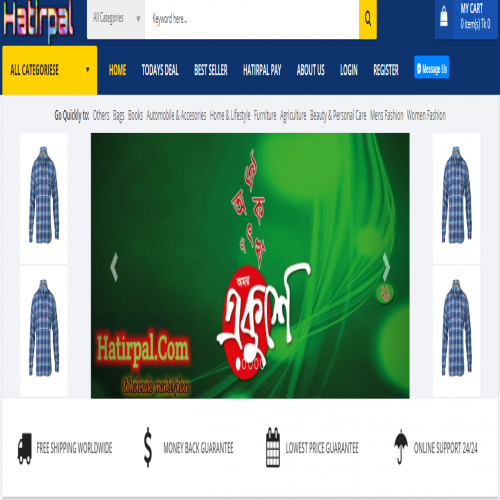 Hatirpal
All Categories
Keyword here...
MY CART
0 item(s) Tk 0
ALL CATEGORIESE
HOME TODAYS DEAL BEST SELLER HATIRPAL PAY ABOUT US LOGIN REGISTER Message Us
Go Quickly to: Others Bags Books Automobile & Accesories Home & Lifestyle Furniture Agriculture Beauty & Personal Care Mens Fashion Women Fashion
অ
ক
অমর
একুশে
২১
Hatirpal.Com
FREE SHIPPING WORLDWIDE MONEY BACK GUARANTEE LOWEST PRICE GUARANTEE ONLINE SUPPORT 24/24